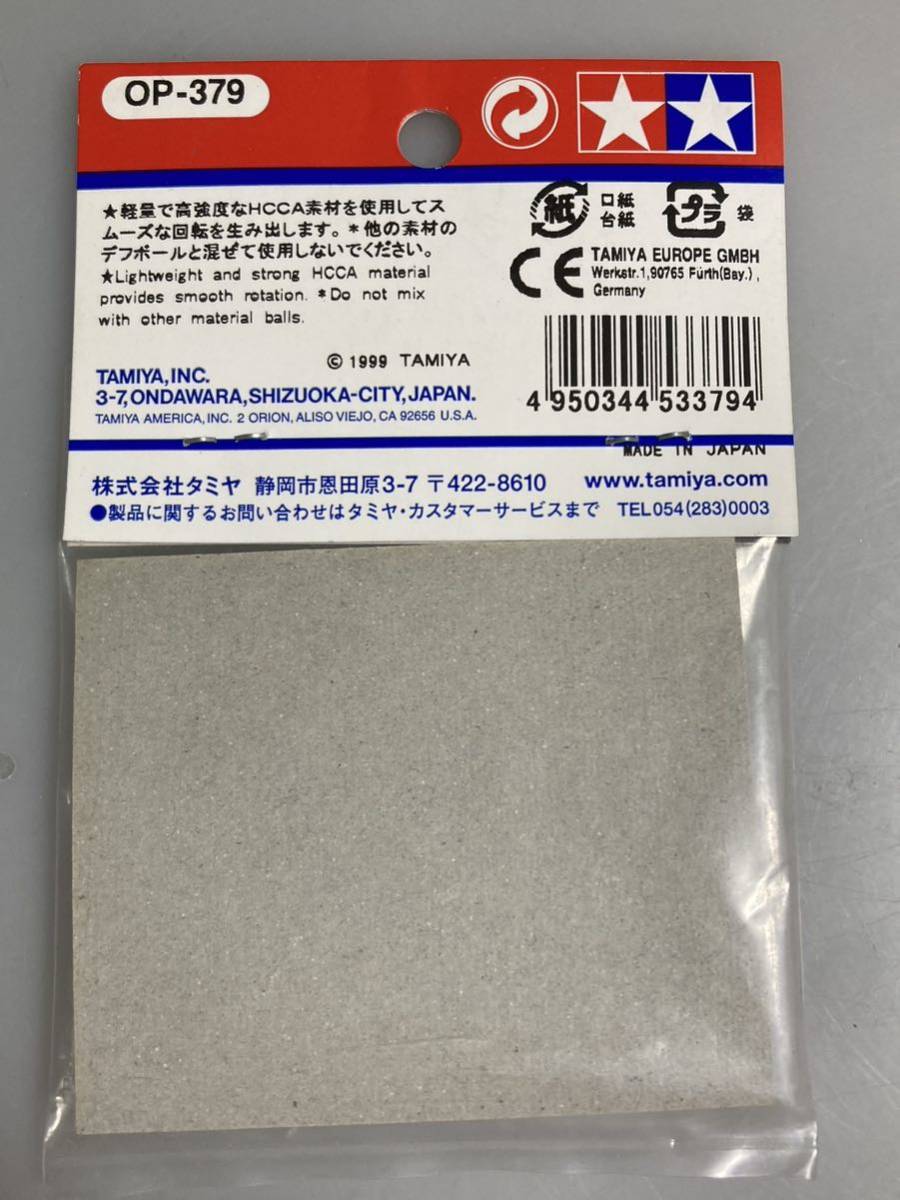 OP-379
★軽量で高強度なHCCA素材を使用してス
ムーズな回転を生み出します。*他の素材の
デフボールと混ぜて使用しないでください。
★Lightweight and strong HCCA material
provides smooth rotation. *Do not mix
with other material balls.
© 1999 TAMIYA
TAMIYA, INC.
3-7, ONDAWARA, SHIZUOKA-CITY, JAPAN.
TAMIYA AMERICA, INC. 2 ORION, ALISO VIEJO, CA 92656 U.S.A.
紙
口紙
台紙
プラ
袋
CE
TAMIYA EUROPE GMBH
Werkstr.1,90765 Fürth(Bay.),
Germany
4 950344 533794
MADE IN JAPAN
株式会社タミヤ 静岡市恩田原3-7 〒422-8610
www.tamiya.com
●製品に関するお問い合わせはタミヤ・カスタマーサービスまで TEL054(283)0003